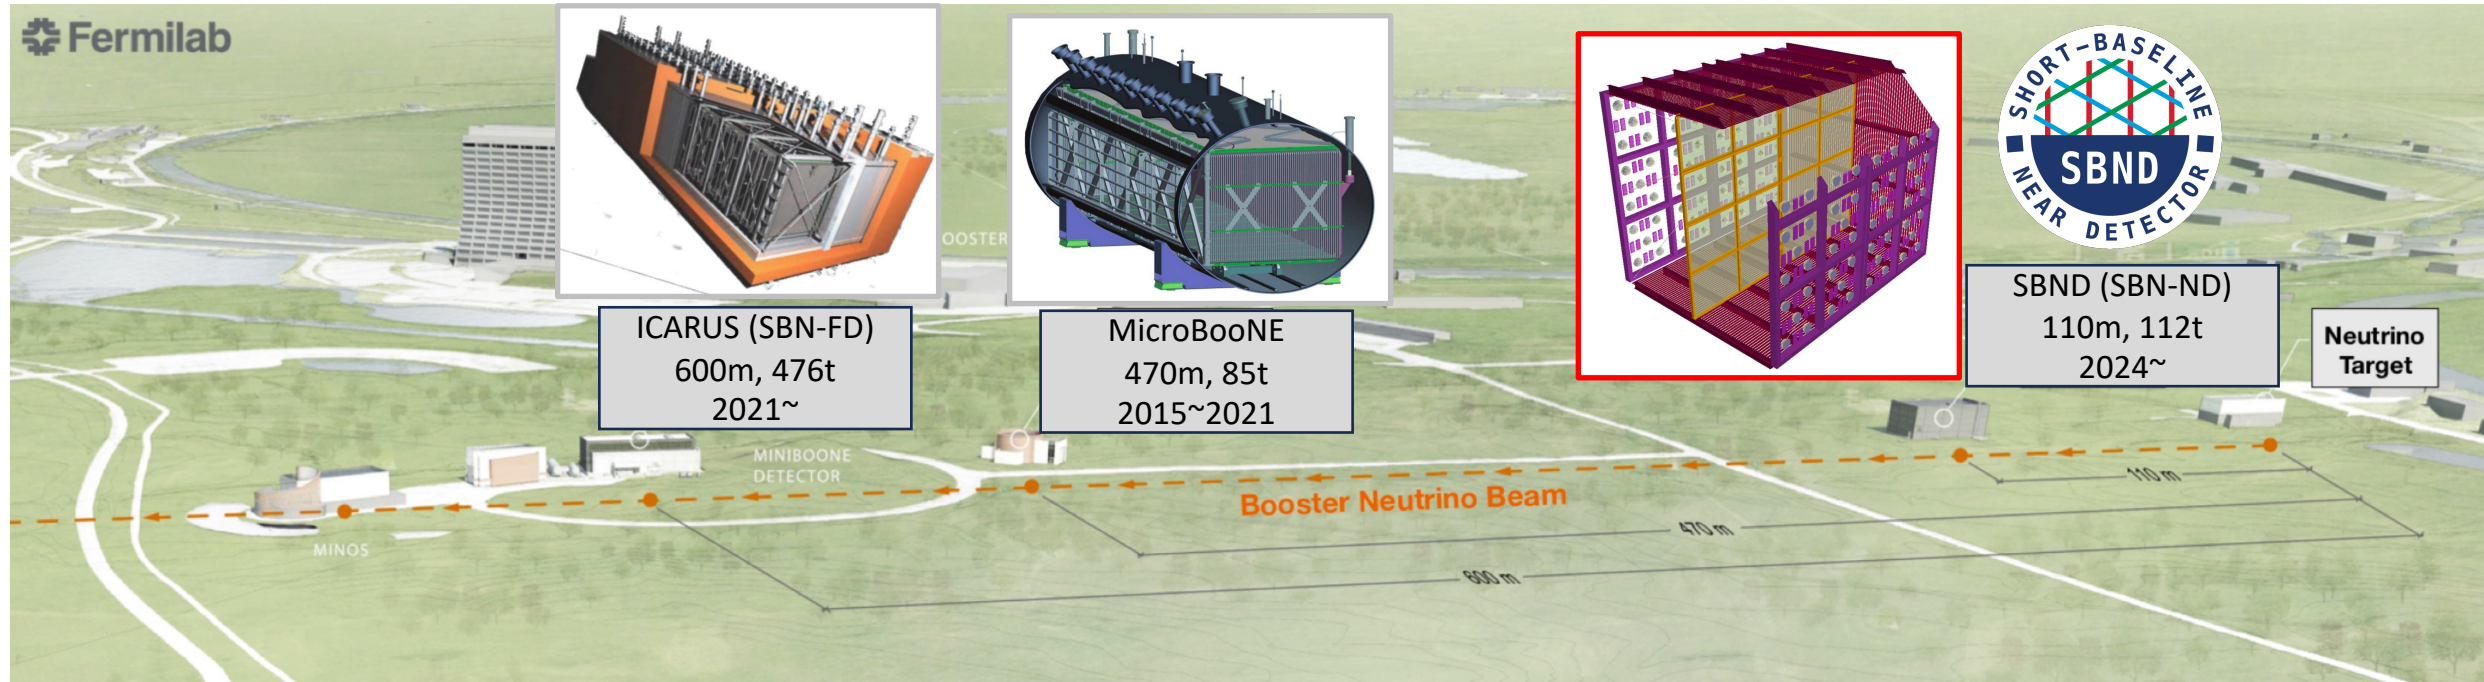 Fermilab
SHORT-BASELINE
NEAR DETECTOR
SBND
OOSTER
ICARUS (SBN-FD)
600m, 476t
2021~
MicroBooNE
470m, 85t
2015~2021
SBND (SBN-ND)
110m, 112t
2024~
Neutrino
Target
MINIBOONE
DETECTOR
Booster Neutrino Beam
110 m
470 m
600 m
MINOS